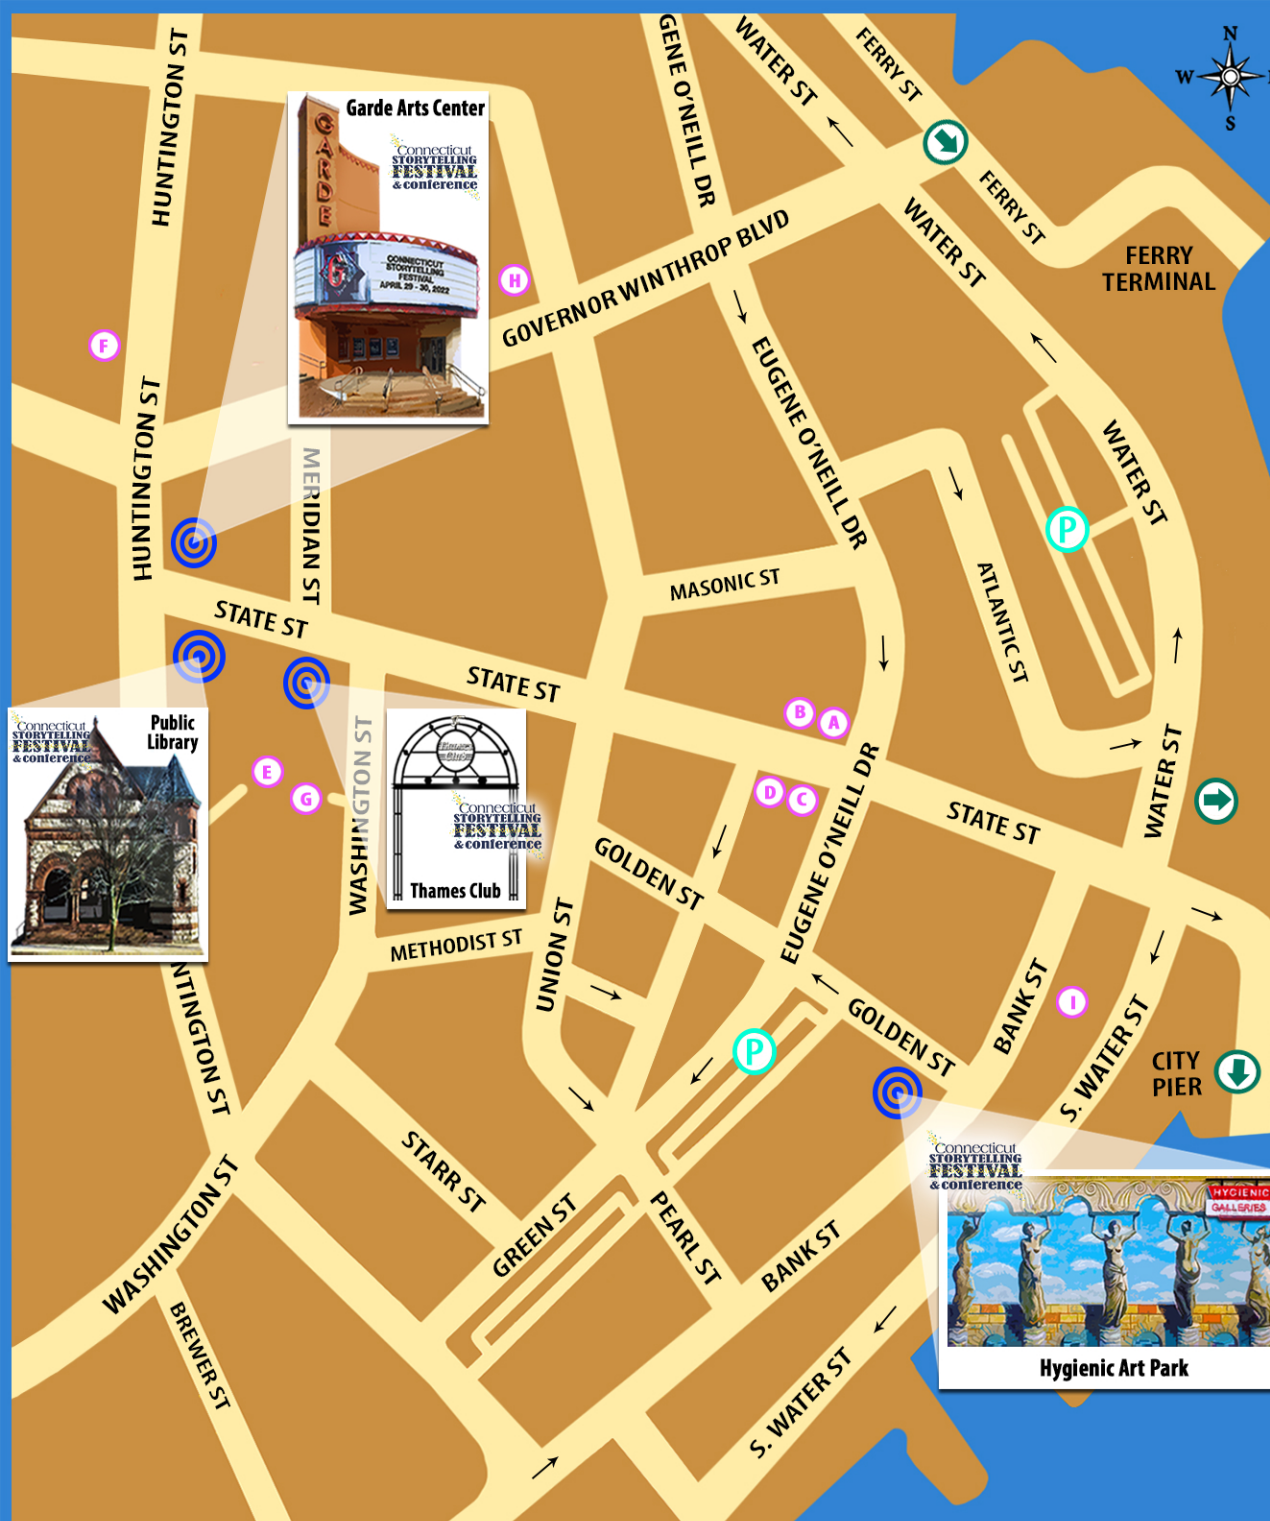 HUNTINGTON ST
GENE O'NEILL DR
WATER ST
FERRY ST
N
W
S
Garde Arts Center
Connecticut
STORYTELLING
FESTIVAL
& conference
GARDE
G
CONNECTICUT
STORYTELLING
FESTIVAL
APRIL 29 - 30, 2022
H
GOVERNOR WINTHROP BLVD
WATER ST
FERRY ST
FERRY
TERMINAL
F
HUNTINGTON ST
MERIDIAN ST
EUGENE O'NEILL DR
WATER ST
P
MASONIC ST
ATLANTIC ST
STATE ST
STATE ST
B
A
D
C
Connecticut
STORYTELLING
FESTIVAL
& conference
Public
Library
E
G
WASHINGTON ST
Connecticut
STORYTELLING
FESTIVAL
& conference
Thames Club
EUGENE O'NEILL DR
WATER ST
STATE ST
GOLDEN ST
METHODIST ST
UNION ST
NTINGTON ST
P
GOLDEN ST
BANK ST
I
S. WATER ST
CITY
PIER
STARR ST
WASHINGTON ST
GREEN ST
PEARL ST
BANK ST
BREWER ST
S. WATER ST
Connecticut
STORYTELLING
FESTIVAL
& conference
HYGIENIC
GALLERIES
Hygienic Art Park